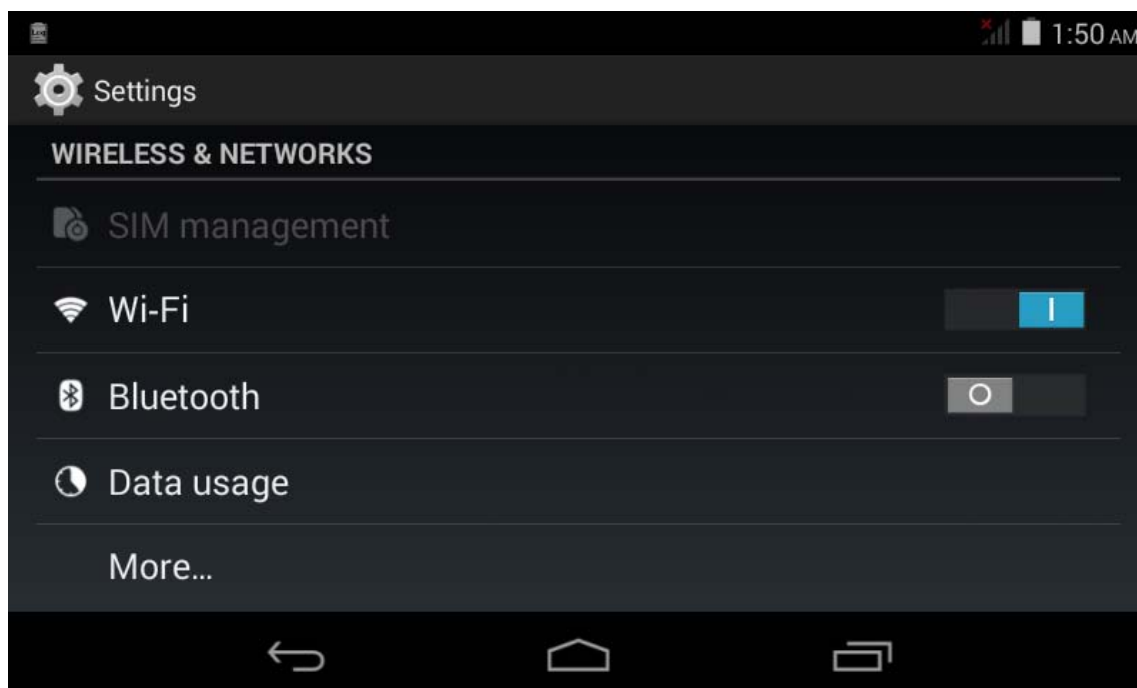 1:50 AM
Settings
WIRELESS & NETWORKS
SIM management
Wi-Fi
Bluetooth
Data usage
More...